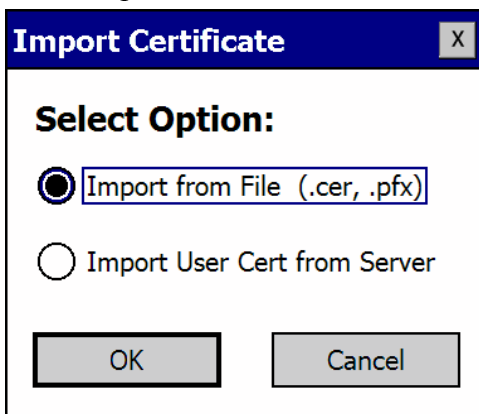 Import Certificate X
Select Option:
Import from File (.cer, .pfx)
Import User Cert from Server
OK Cancel